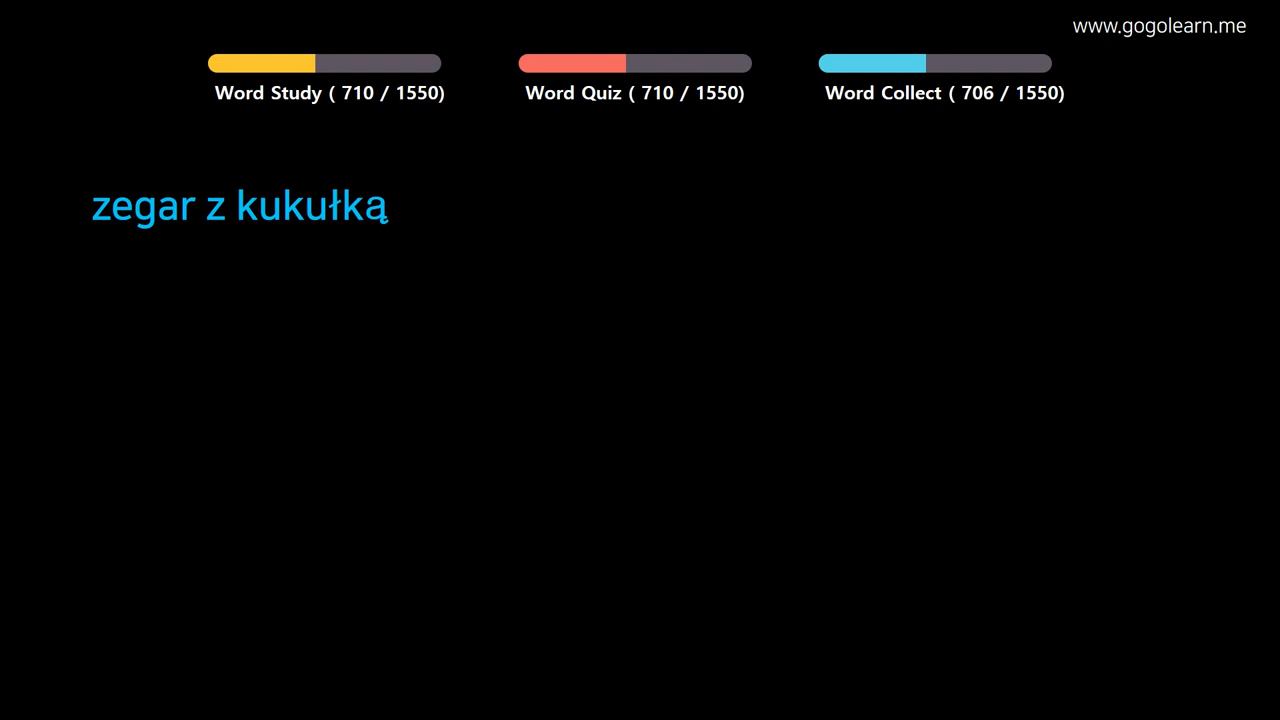 www.gogolearn.me
Word Study ( 710 / 1550)
Word Quiz ( 710 / 1550)
Word Collect ( 706 / 1550)
zegar z kukułką